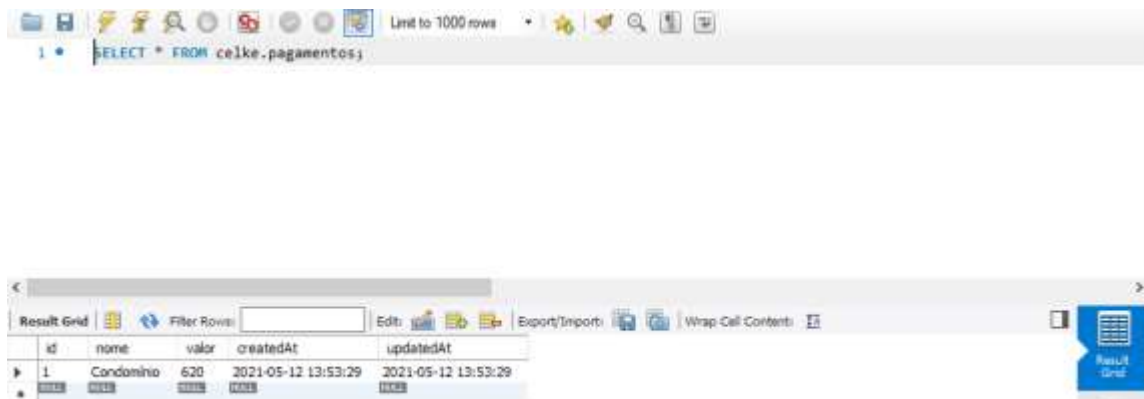 Limit to 1000 rows
1 SELECT * FROM celke.pagamentos;
Result Grid Filter Rows: Edit: Export/Import: Wrap Cell Content:
id nome valor createdAt updatedAt
1 Condomínio 620 2021-05-12 13:53:29 2021-05-12 13:53:29
NULL NULL NULL NULL NULL
Result
Grid